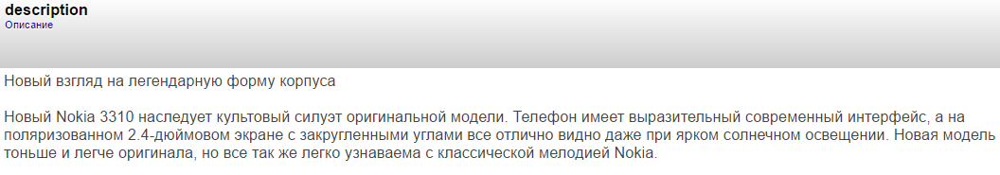 description
Описание
Новый взгляд на легендарную форму корпуса
Новый Nokia 3310 наследует культовый силуэт оригинальной модели. Телефон имеет выразительный современный интерфейс, а на
поляризованном 2.4-дюймовом экране с закругленными углами все отлично видно даже при ярком солнечном освещении. Новая модель
тоньше и легче оригинала, но все так же легко узнаваема с классической мелодией Nokia.